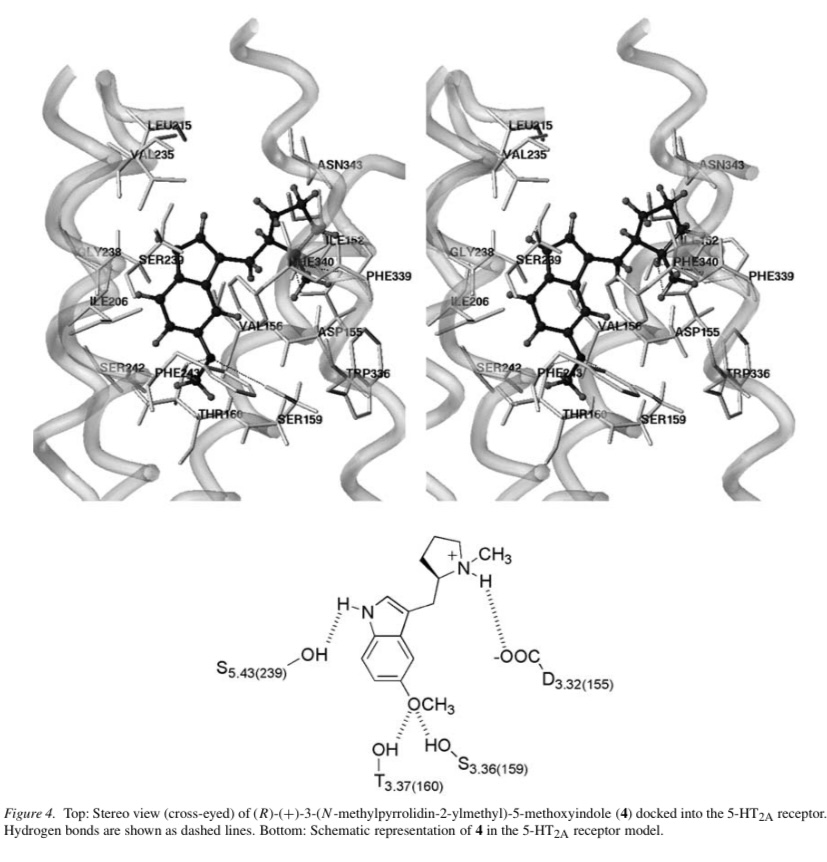 LEU215
VAL235
ASN343
GLY238
SER239
ILE152
PHE340
PHE339
ILE206
VAL156
ASP155
SER242
PHE243
TRP336
THR160
SER159
LEU215
VAL235
ASN343
GLY238
SER239
ILE152
PHE340
PHE339
ILE206
VAL156
ASP155
SER242
PHE243
TRP336
THR160
SER159
+
N
CH3
H
H
N
OH
S5.43(239)
-OOC
D3.32(155)
OCH3
OH
HO
T3.37(160)
S3.36(159)
Figure 4. Top: Stereo view (cross-eyed) of (R)-(+)-3-(N-methylpyrrolidin-2-ylmethyl)-5-methoxyindole (4) docked into the 5-HT2A receptor.
Hydrogen bonds are shown as dashed lines. Bottom: Schematic representation of 4 in the 5-HT2A receptor model.